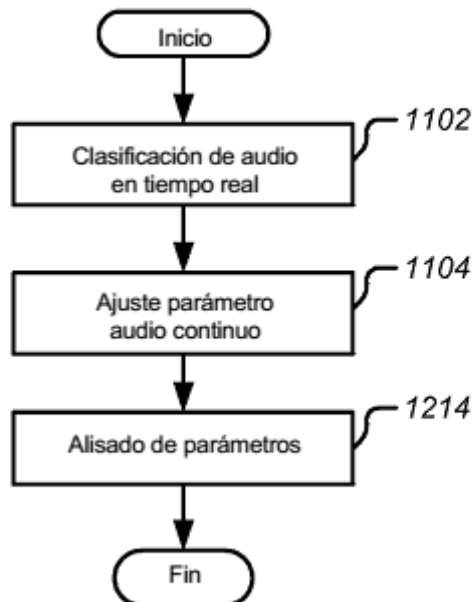 Inicio
1102
Clasificación de audio
en tiempo real
1104
Ajuste parámetro
audio continuo
1214
Alisado de parámetros
Fin